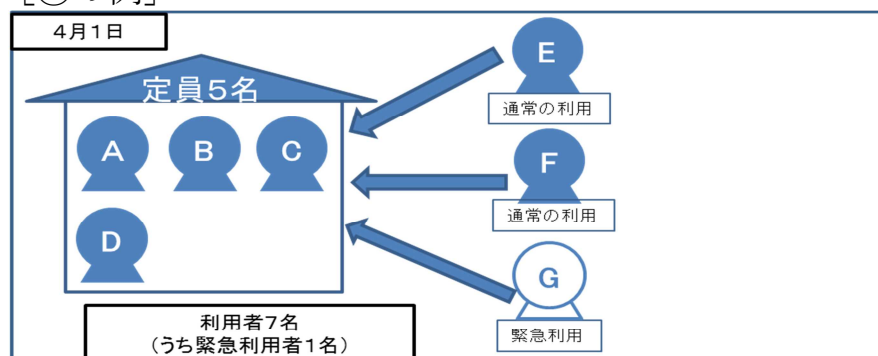 4月1日
定員5名
A
B
C
D
E
通常の利用
F
通常の利用
G
緊急利用
利用者7名
(うち緊急利用者1名)